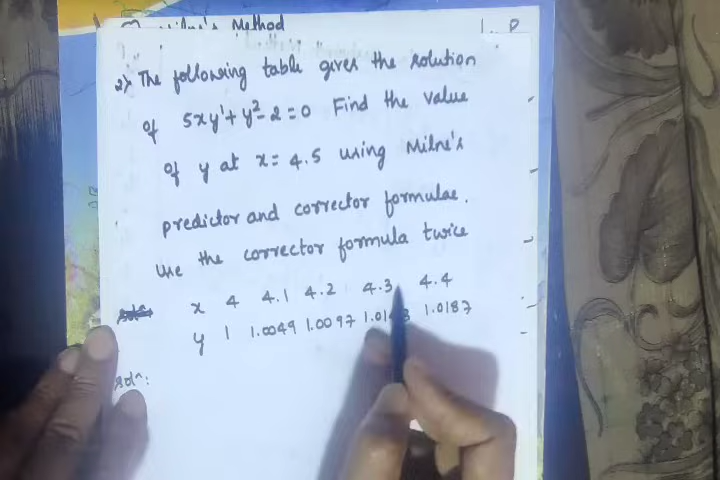 Milne's Method
2) The following table gives the solution
of 5xy' + y² - 2 = 0 Find the value
of y at x = 4.5 using Milne's
predictor and corrector formulae.
use the corrector formula twice
x 4 4.1 4.2 4.3 4.4
y 1 1.0049 1.0097 1.0187
soln: